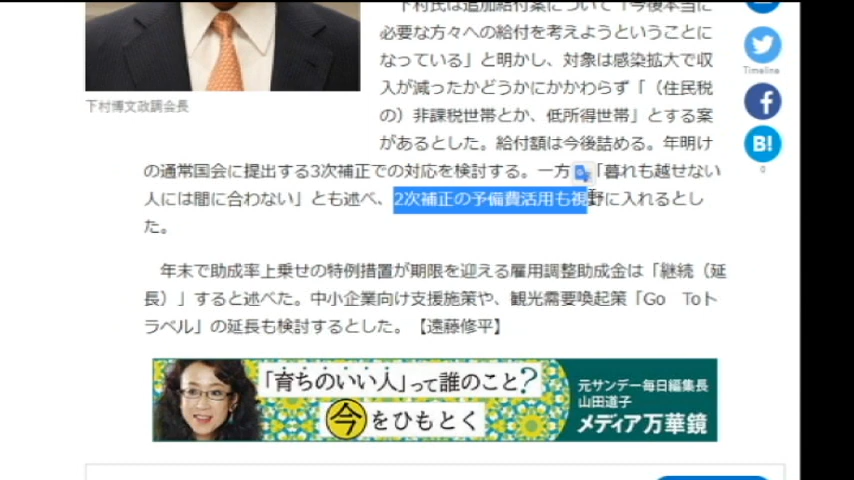 下村氏は追加給付案について「今後本当に
必要な方々への給付を考えようということに
なっている」と明かし、対象は感染拡大で収
入が減ったかどうかにかかわらず「（住民税
の）非課税世帯とか、低所得世帯」とする案
があるとした。給付額は今後詰める。年明け
の通常国会に提出する3次補正での対応を検討する。一方、「暮れも越せない
人には間に合わない」とも述べ、2次補正の予備費活用も視野に入れるとし
た。
年末で助成率上乗せの特例措置が期限を迎える雇用調整助成金は「継続（延
長）」すると述べた。中小企業向け支援施策や、観光需要喚起策「Go Toト
ラベル」の延長も検討するとした。【遠藤修平】
下村博文政調会長
Timeline
B!
0
「育ちのいい人」って誰のこと?
今をひもとく
元サンデー毎日編集長
山田道子
メディア万華鏡